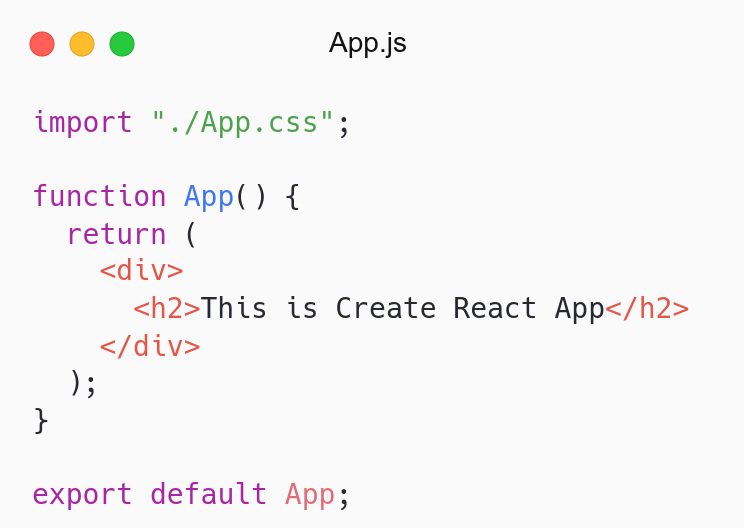 App.js
import "./App.css";
function App() {
  return (
    <div>
      <h2>This is Create React App</h2>
    </div>
  );
}
export default App;